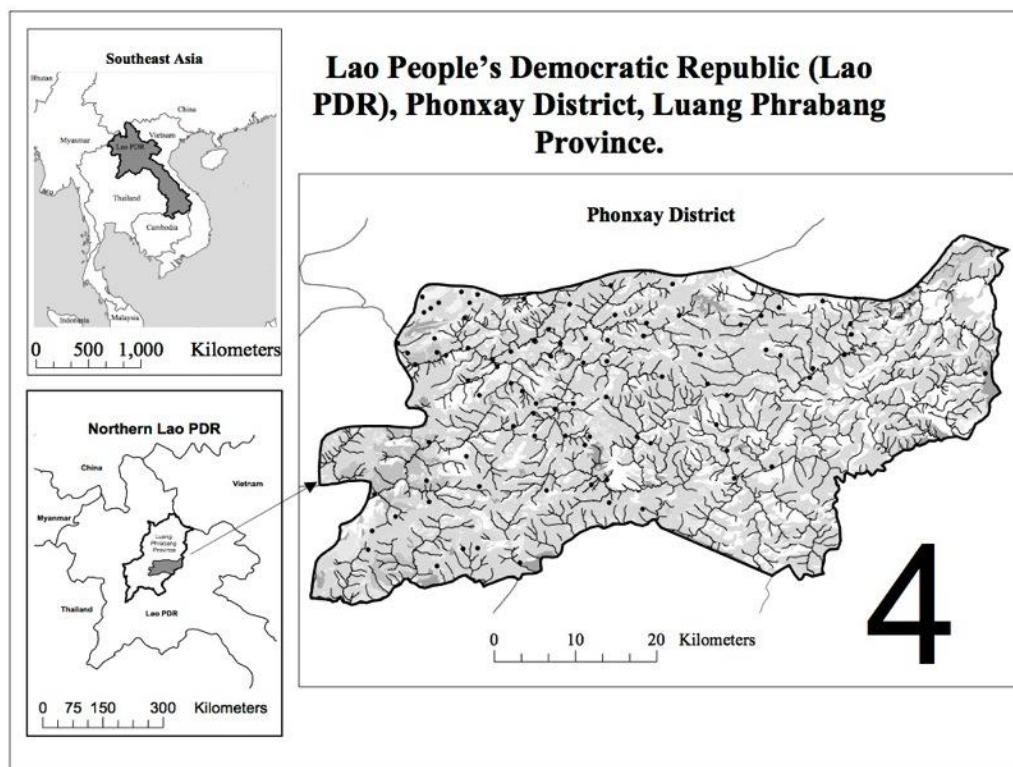 Southeast Asia
Bhutan
China
Myanmar
Vietnam
Lao PDR
Thailand
Cambodia
Malaysia
Indonesia
0 500 1,000 Kilometers
Northern Lao PDR
China
Vietnam
Myanmar
Luang
Phrabang
Province
Thailand
Lao PDR
0 75 150 300 Kilometers
Lao People's Democratic Republic (Lao
PDR), Phonxay District, Luang Phrabang
Province.
Phonxay District
0 10 20 Kilometers
4